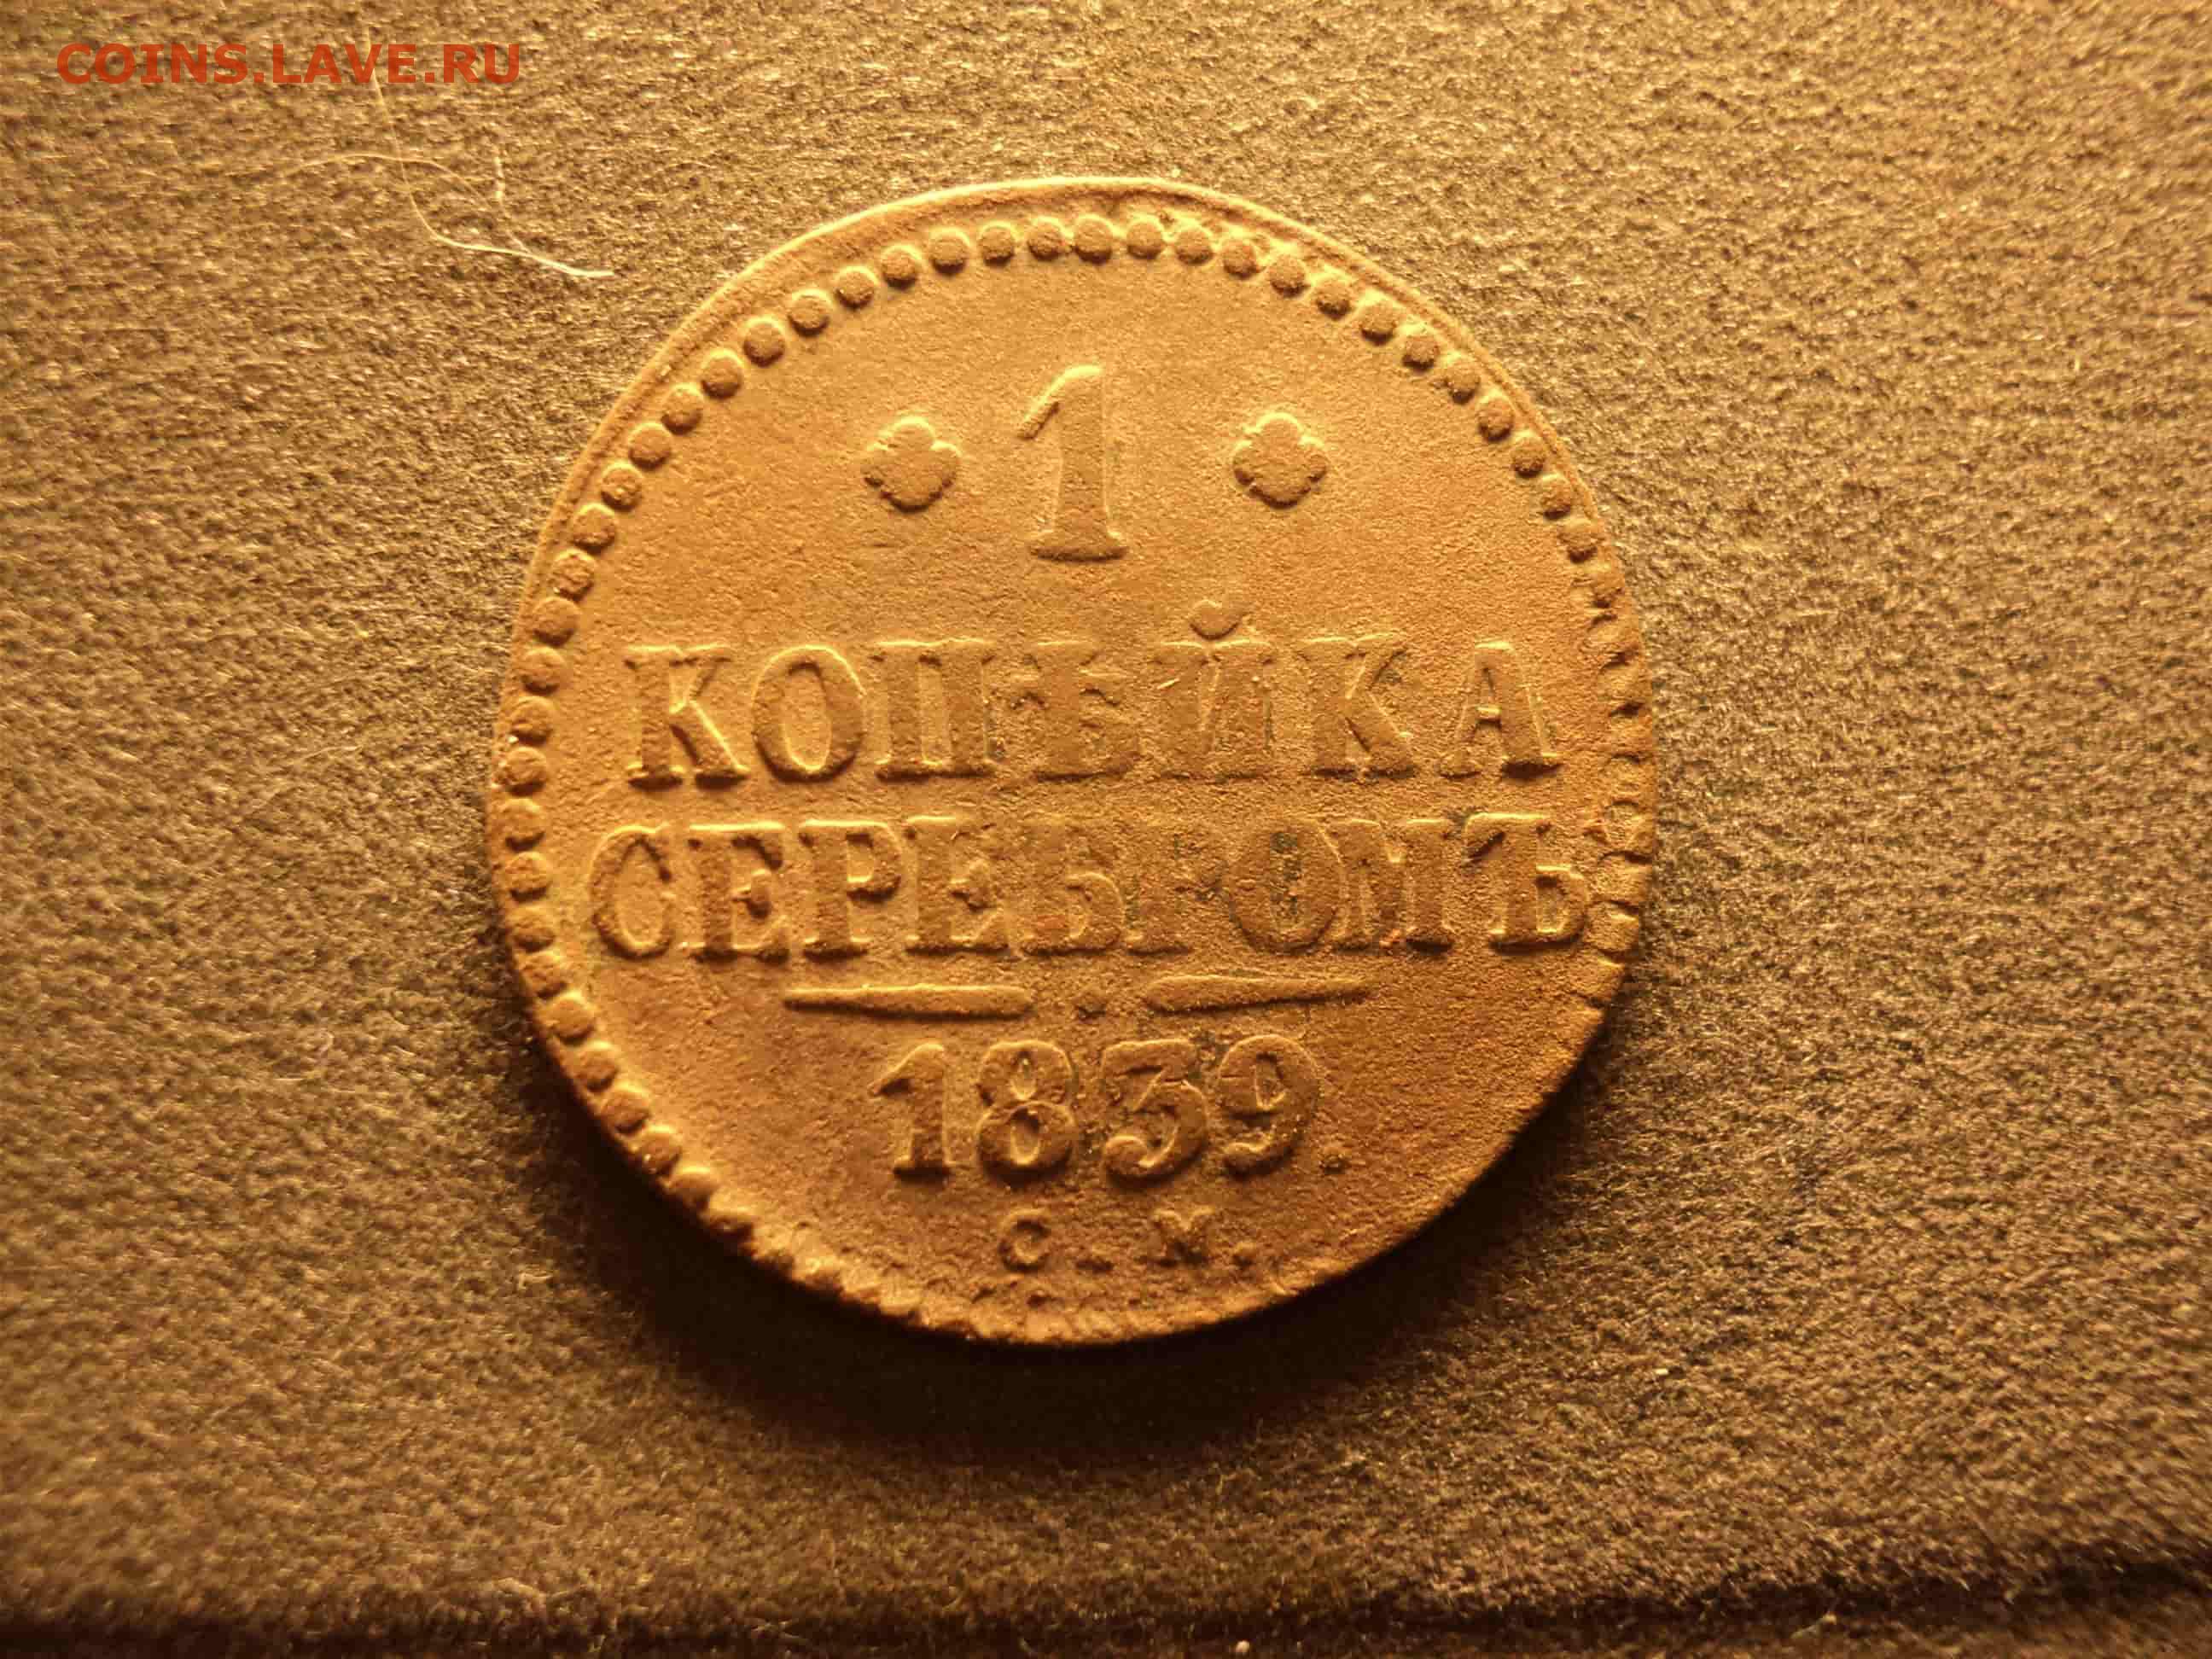 COINS.LAVE.RU
1
КОПѢЙКА
СЕРЕБРОМЪ
1839.
С. М.